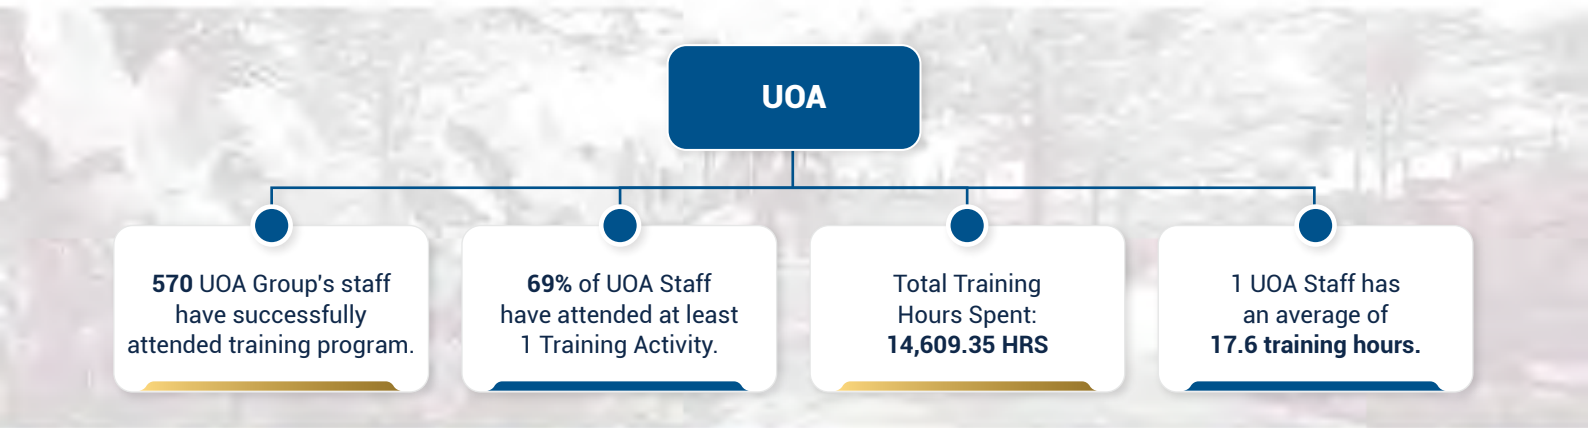 UOA
570 UOA Group's staff
have successfully
attended training program.
69% of UOA Staff
have attended at least
1 Training Activity.
Total Training
Hours Spent:
14,609.35 HRS
1 UOA Staff has
an average of
17.6 training hours.